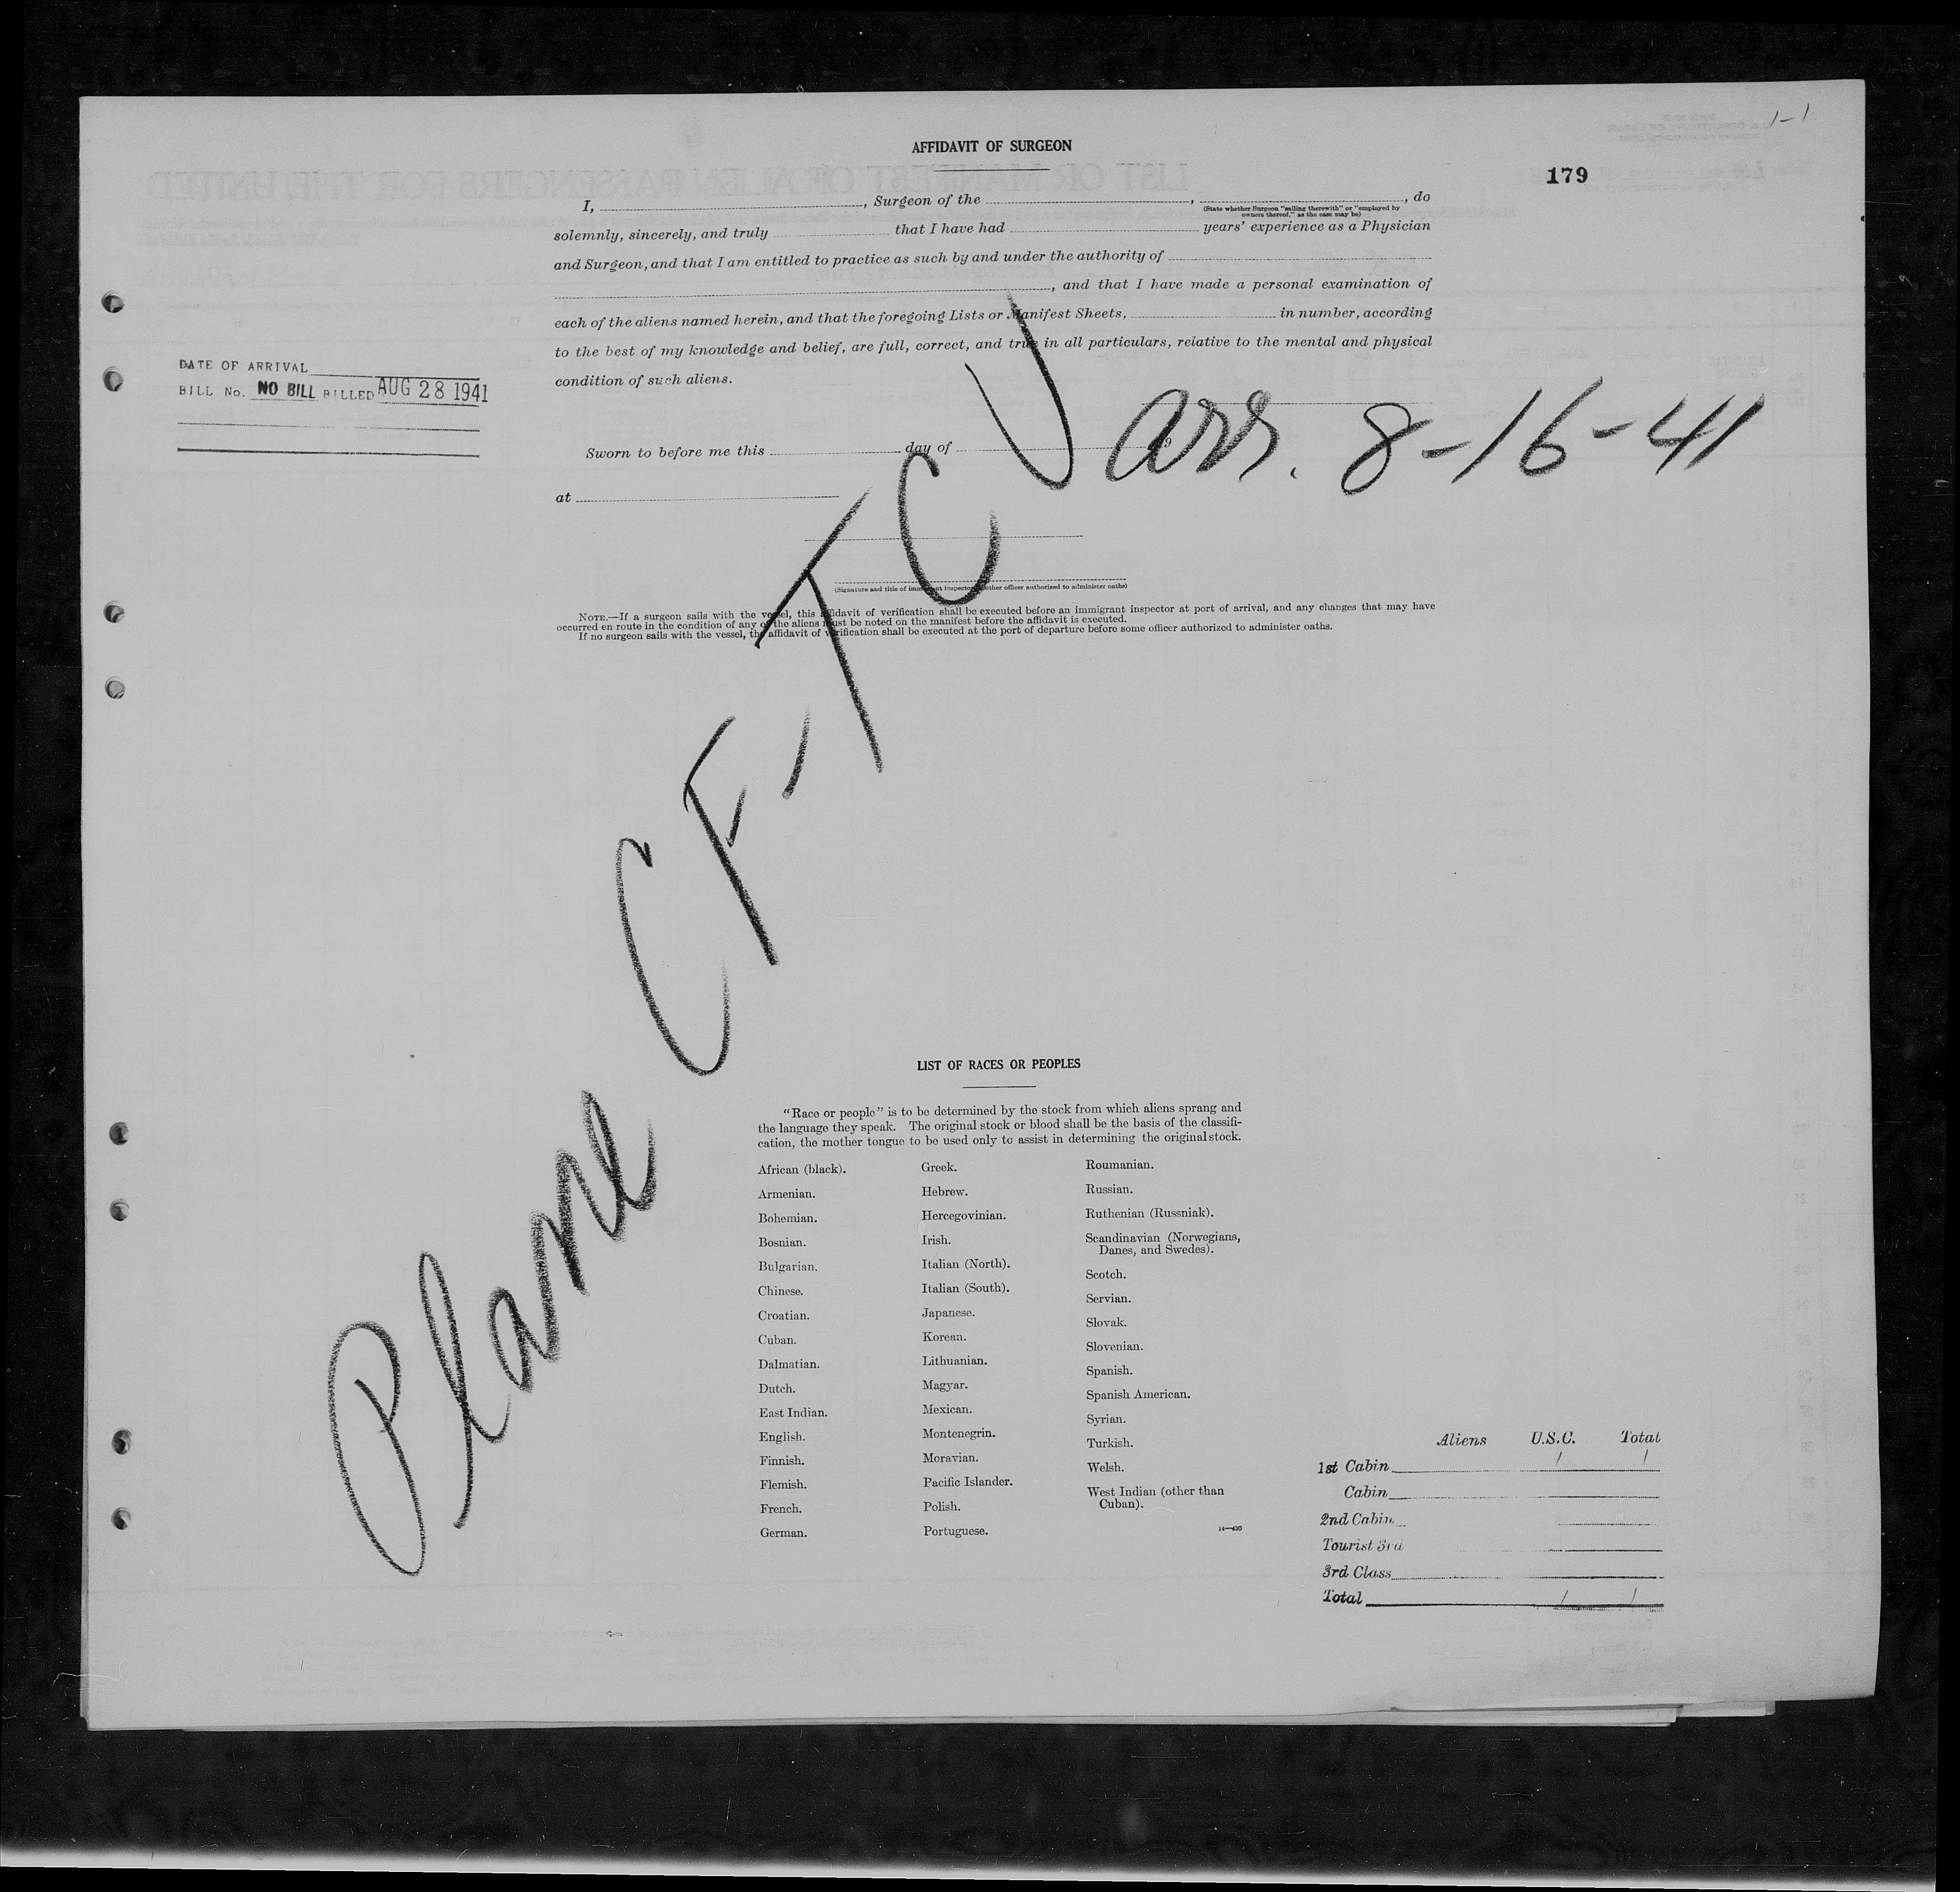 1-1
AFFIDAVIT OF SURGEON
179
I, , Surgeon of the , , do
(State whether Surgeon "sailing therewith" or "employed by
owners thereof," as the case may be)
solemnly, sincerely, and truly that I have had years' experience as a Physician
and Surgeon, and that I am entitled to practice as such by and under the authority of
, and that I have made a personal examination of
each of the aliens named herein, and that the foregoing Lists or Manifest Sheets, in number, according
to the best of my knowledge and belief, are full, correct, and true in all particulars, relative to the mental and physical
condition of such aliens.
DATE OF ARRIVAL
BILL No. NO BILL BILLED AUG 28 1941
arr. 8-16-41
Sworn to before me this day of 19
at
(Signature and title of immigrant inspector or other officer authorized to administer oaths)
NOTE.—If a surgeon sails with the vessel, this affidavit of verification shall be executed before an immigrant inspector at port of arrival, and any changes that may have
occurred en route in the condition of any of the aliens must be noted on the manifest before the affidavit is executed.
If no surgeon sails with the vessel, the affidavit of verification shall be executed at the port of departure before some officer authorized to administer oaths.
Plane CF-TCJ
LIST OF RACES OR PEOPLES
"Race or people" is to be determined by the stock from which aliens sprang and
the language they speak. The original stock or blood shall be the basis of the classifi-
cation, the mother tongue to be used only to assist in determining the original stock.
African (black).
Armenian.
Bohemian.
Bosnian.
Bulgarian.
Chinese.
Croatian.
Cuban.
Dalmatian.
Dutch.
East Indian.
English.
Finnish.
Flemish.
French.
German.
Greek.
Hebrew.
Hercegovinian.
Irish.
Italian (North).
Italian (South).
Japanese.
Korean.
Lithuanian.
Magyar.
Mexican.
Montenegrin.
Moravian.
Pacific Islander.
Polish.
Portuguese.
Roumanian.
Russian.
Ruthenian (Russniak).
Scandinavian (Norwegians,
Danes, and Swedes).
Scotch.
Servian.
Slovak.
Slovenian.
Spanish.
Spanish American.
Syrian.
Turkish.
Welsh.
West Indian (other than
Cuban).
14—430
Aliens U.S.C. Total
1st Cabin 1 1
Cabin
2nd Cabin
Tourist 3rd
3rd Class
Total 1 1